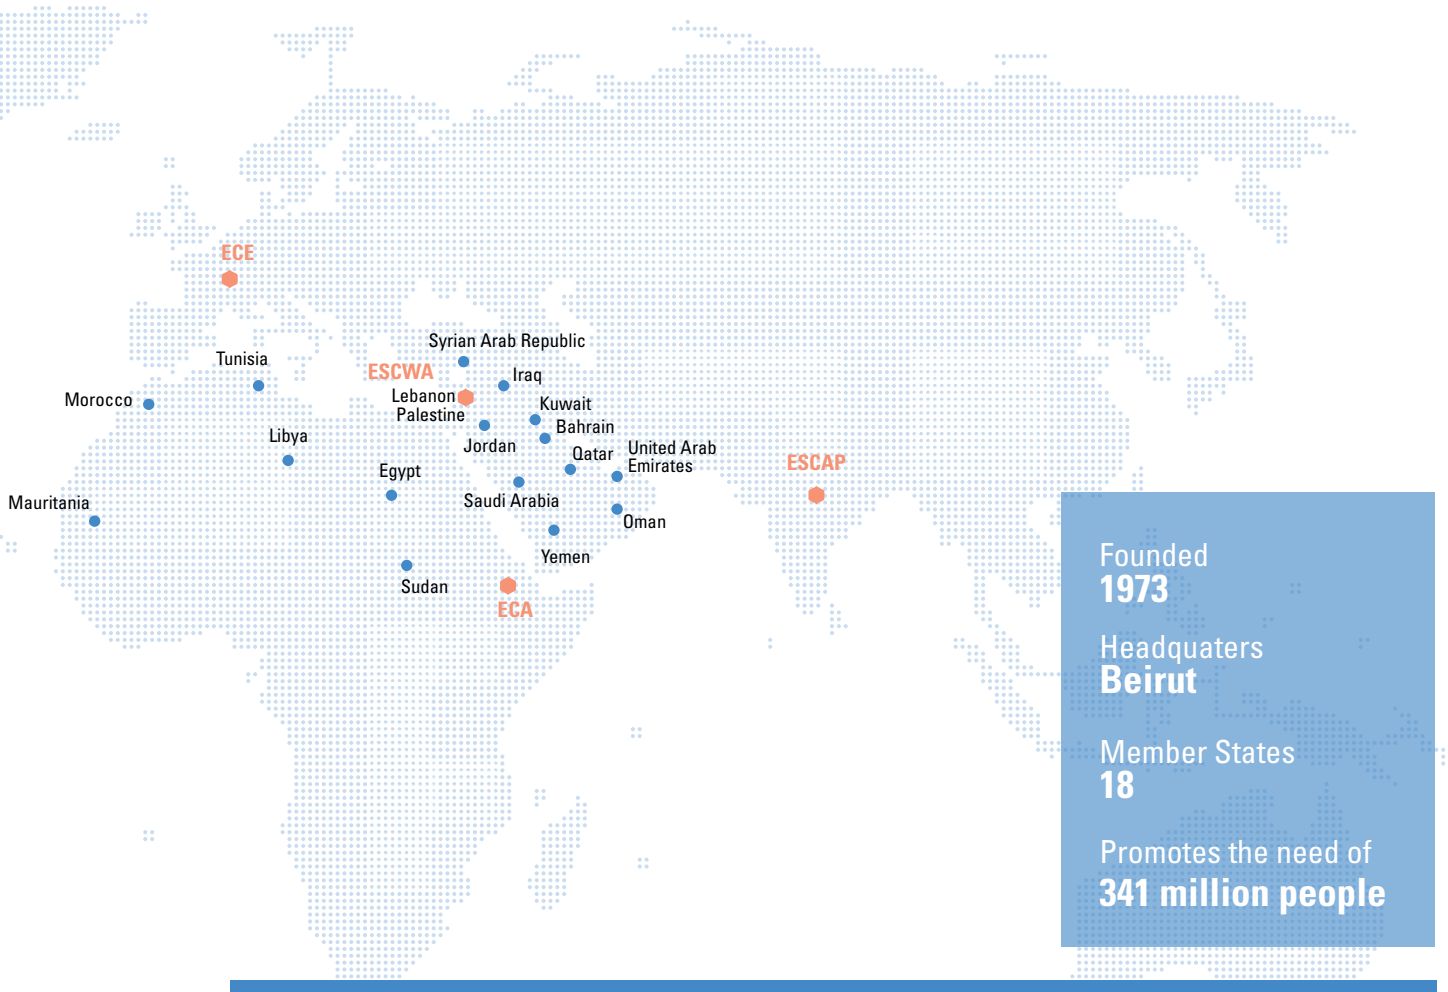 ECE
Syrian Arab Republic
Tunisia
ESCWA
Iraq
Lebanon
Morocco
Kuwait
Palestine
Bahrain
Libya
Jordan
United Arab
Emirates
Qatar
ESCAP
Egypt
Saudi Arabia
Mauritania
Oman
Yemen
Sudan
ECA
Founded
1973
Headquaters
Beirut
Member States
18
Promotes the need of
341 million people